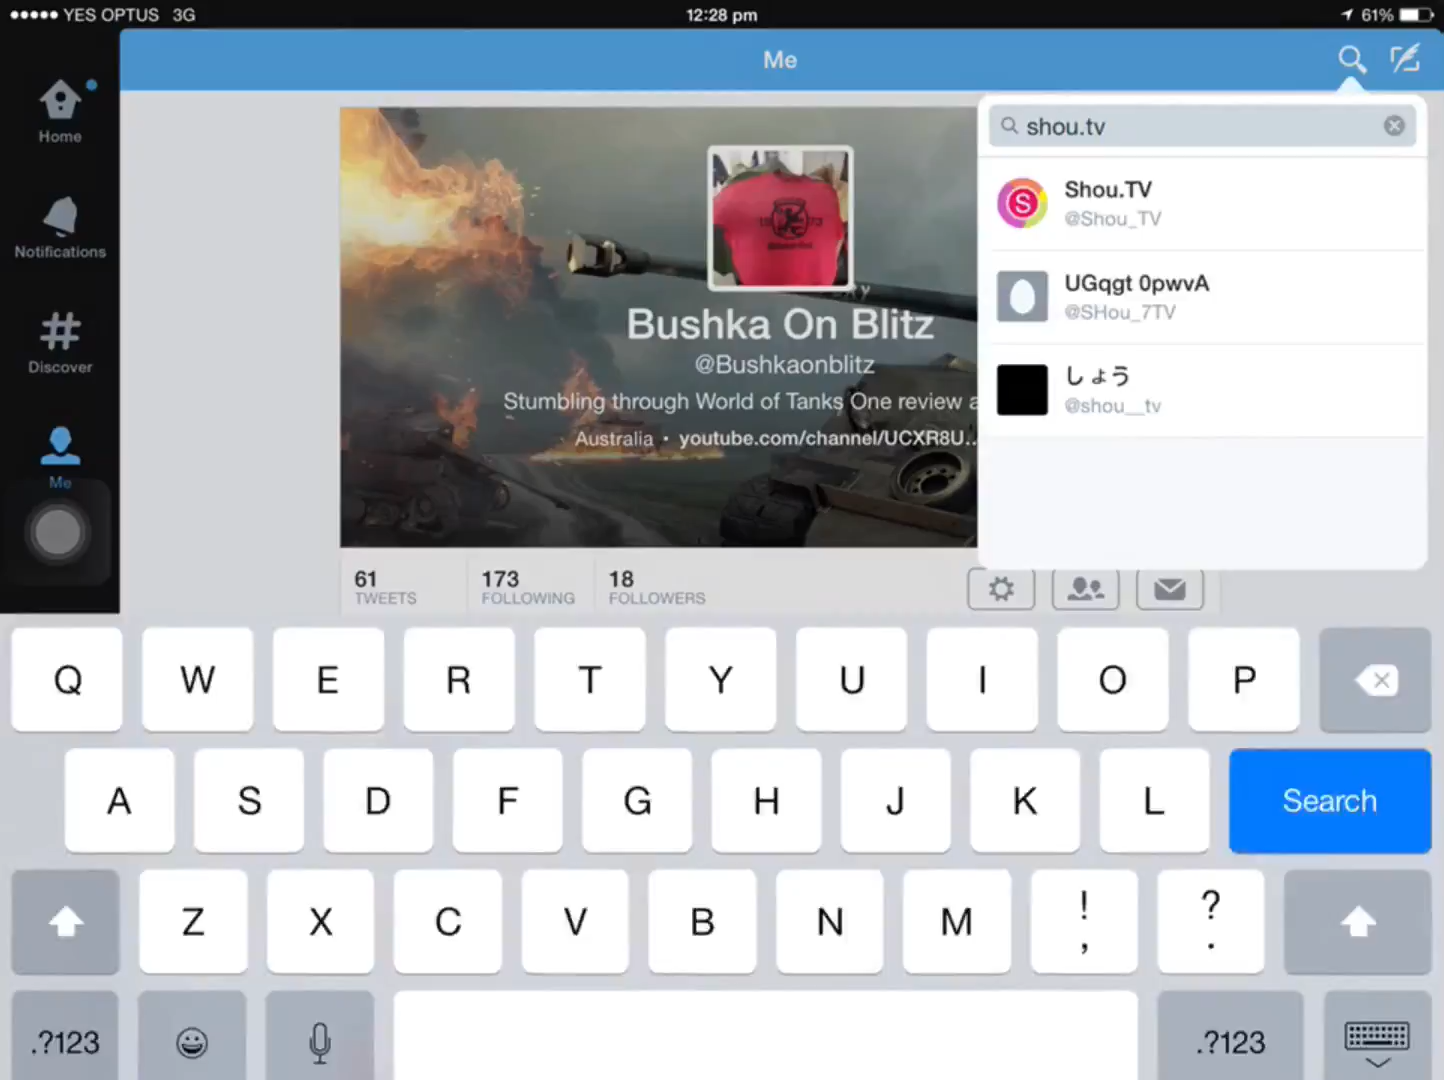 YES OPTUS 3G
12:28 pm
61%
Me
Home
Notifications
Discover
Me
shou.tv
Shou.TV
@Shou_TV
UGqgt 0pwvA
@SHou_7TV
しょう
@shou__tv
Bushka On Blitz
@Bushkaonblitz
Stumbling through World of Tanks One review a
Australia • youtube.com/channel/UCXR8U...
61
TWEETS
173
FOLLOWING
18
FOLLOWERS
Q W E R T Y U I O P
A S D F G H J K L Search
Z X C V B N M ! , ? .
.?123 .?123